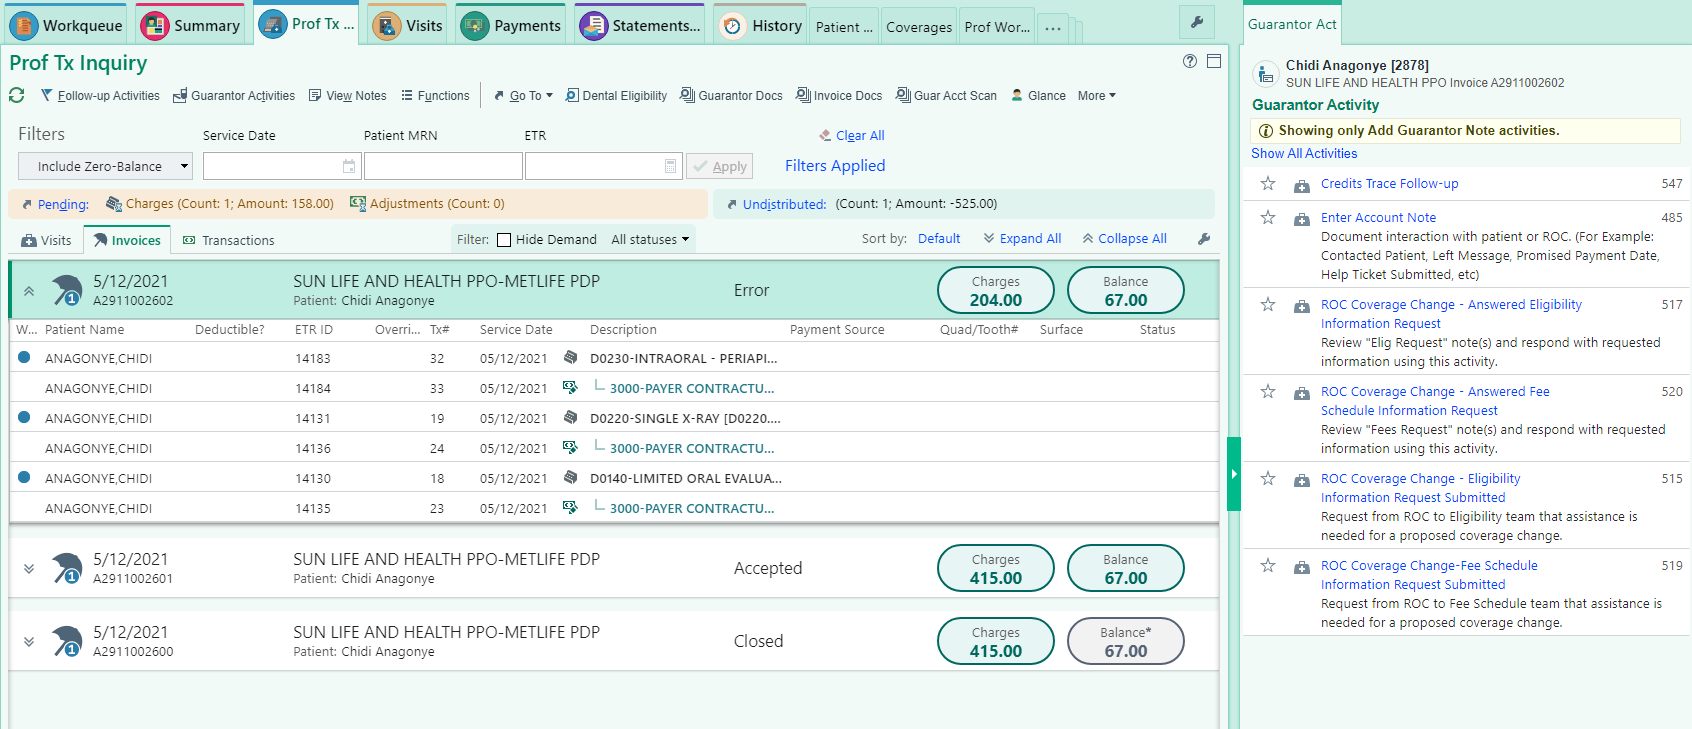 Workqueue Summary Prof Tx ... Visits Payments Statements... History Patient ... Coverages Prof Wor... ...
Prof Tx Inquiry
Follow-up Activities Guarantor Activities View Notes Functions Go To Dental Eligibility Guarantor Docs Invoice Docs Guar Acct Scan Glance More
Filters Service Date Patient MRN ETR Clear All
Include Zero-Balance Apply Filters Applied
Pending: Charges (Count: 1; Amount: 158.00) Adjustments (Count: 0) Undistributed: (Count: 1; Amount: -525.00)
Visits Invoices Transactions Filter: Hide Demand All statuses Sort by: Default Expand All Collapse All
5/12/2021 SUN LIFE AND HEALTH PPO-METLIFE PDP Error Charges Balance
1 A2911002602 Patient: Chidi Anagonye 204.00 67.00
W... Patient Name Deductible? ETR ID Overri... Tx# Service Date Description Payment Source Quad/Tooth# Surface Status
ANAGONYE,CHIDI 14183 32 05/12/2021 D0230-INTRAORAL - PERIAPI...
ANAGONYE,CHIDI 14184 33 05/12/2021 3000-PAYER CONTRACTU...
ANAGONYE,CHIDI 14131 19 05/12/2021 D0220-SINGLE X-RAY [D0220....
ANAGONYE,CHIDI 14136 24 05/12/2021 3000-PAYER CONTRACTU...
ANAGONYE,CHIDI 14130 18 05/12/2021 D0140-LIMITED ORAL EVALUA...
ANAGONYE,CHIDI 14135 23 05/12/2021 3000-PAYER CONTRACTU...
5/12/2021 SUN LIFE AND HEALTH PPO-METLIFE PDP Accepted Charges Balance
1 A2911002601 Patient: Chidi Anagonye 415.00 67.00
5/12/2021 SUN LIFE AND HEALTH PPO-METLIFE PDP Closed Charges Balance*
1 A2911002600 Patient: Chidi Anagonye 415.00 67.00
Guarantor Act
Chidi Anagonye [2878]
SUN LIFE AND HEALTH PPO Invoice A2911002602
Guarantor Activity
Showing only Add Guarantor Note activities.
Show All Activities
Credits Trace Follow-up 547
Enter Account Note 485
Document interaction with patient or ROC. (For Example:
Contacted Patient, Left Message, Promised Payment Date,
Help Ticket Submitted, etc)
ROC Coverage Change - Answered Eligibility 517
Information Request
Review "Elig Request" note(s) and respond with requested
information using this activity.
ROC Coverage Change - Answered Fee 520
Schedule Information Request
Review "Fees Request" note(s) and respond with requested
information using this activity.
ROC Coverage Change - Eligibility 515
Information Request Submitted
Request from ROC to Eligibility team that assistance is
needed for a proposed coverage change.
ROC Coverage Change-Fee Schedule 519
Information Request Submitted
Request from ROC to Fee Schedule team that assistance is
needed for a proposed coverage change.